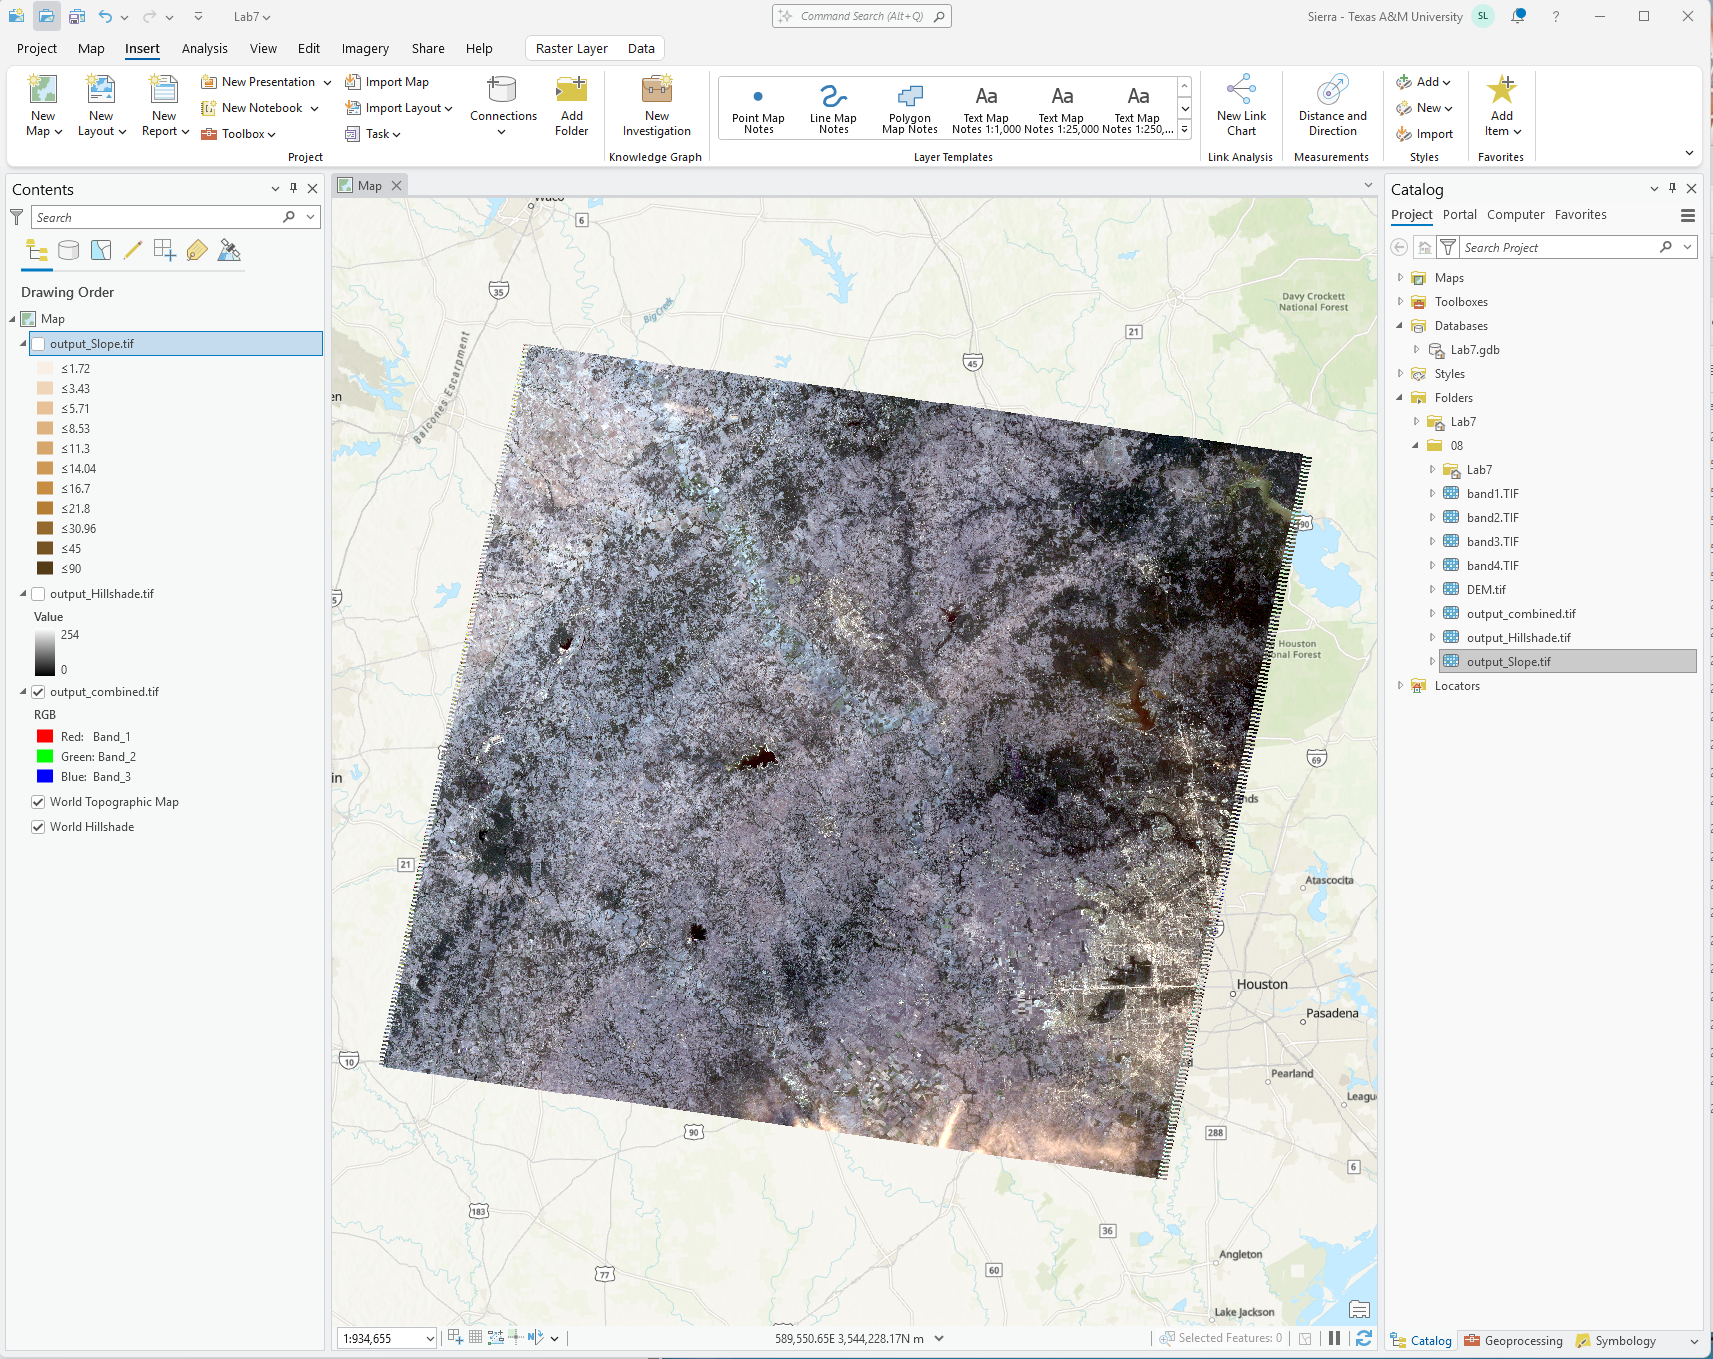 Lab7
Command Search (Alt+Q)
Sierra - Texas A&M University
SL
?
Project
Map
Insert
Analysis
View
Edit
Imagery
Share
Help
Raster Layer
Data
New Map
New Layout
New Report
New Presentation
New Notebook
Toolbox
Import Map
Import Layout
Task
Connections
Add Folder
Project
New Investigation
Knowledge Graph
Point Map Notes
Line Map Notes
Polygon Map Notes
Aa
Text Map Notes 1:1,000
Aa
Text Map Notes 1:25,000
Aa
Text Map Notes 1:250,...
Layer Templates
New Link Chart
Link Analysis
Distance and Direction
Measurements
Add
New
Import
Styles
Add Item
Favorites
Contents
Search
Drawing Order
Map
output_Slope.tif
≤1.72
≤3.43
≤5.71
≤8.53
≤11.3
≤14.04
≤16.7
≤21.8
≤30.96
≤45
≤90
output_Hillshade.tif
Value
254
0
output_combined.tif
RGB
Red: Band_1
Green: Band_2
Blue: Band_3
World Topographic Map
World Hillshade
Map
Waco
6
35
Big Creek
Balcones Escarpment
Davy Crockett
National Forest
21
45
en
90
5
Houston
onal Forest
in
69
nds
21
Atascocita
Houston
Pasadena
10
Pearland
League
90
288
6
183
36
Angleton
77
60
Lake Jackson
1:934,655
589,550.65E 3,544,228.17N m
Selected Features: 0
Catalog
Project
Portal
Computer
Favorites
Search Project
Maps
Toolboxes
Databases
Lab7.gdb
Styles
Folders
Lab7
08
Lab7
band1.TIF
band2.TIF
band3.TIF
band4.TIF
DEM.tif
output_combined.tif
output_Hillshade.tif
output_Slope.tif
Locators
Catalog
Geoprocessing
Symbology